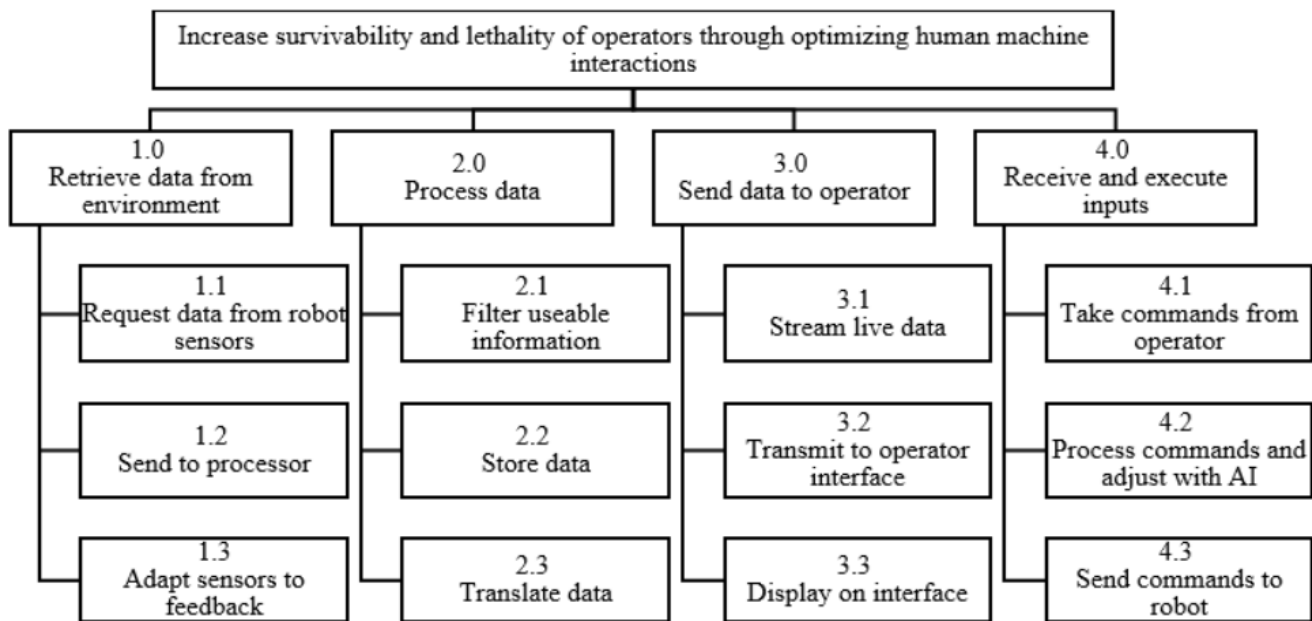 Increase survivability and lethality of operators through optimizing human machine
interactions
1.0
Retrieve data from
environment
2.0
Process data
3.0
Send data to operator
4.0
Receive and execute
inputs
1.1
Request data from robot
sensors
2.1
Filter useable
information
3.1
Stream live data
4.1
Take commands from
operator
1.2
Send to processor
2.2
Store data
3.2
Transmit to operator
interface
4.2
Process commands and
adjust with AI
1.3
Adapt sensors to
feedback
2.3
Translate data
3.3
Display on interface
4.3
Send commands to
robot